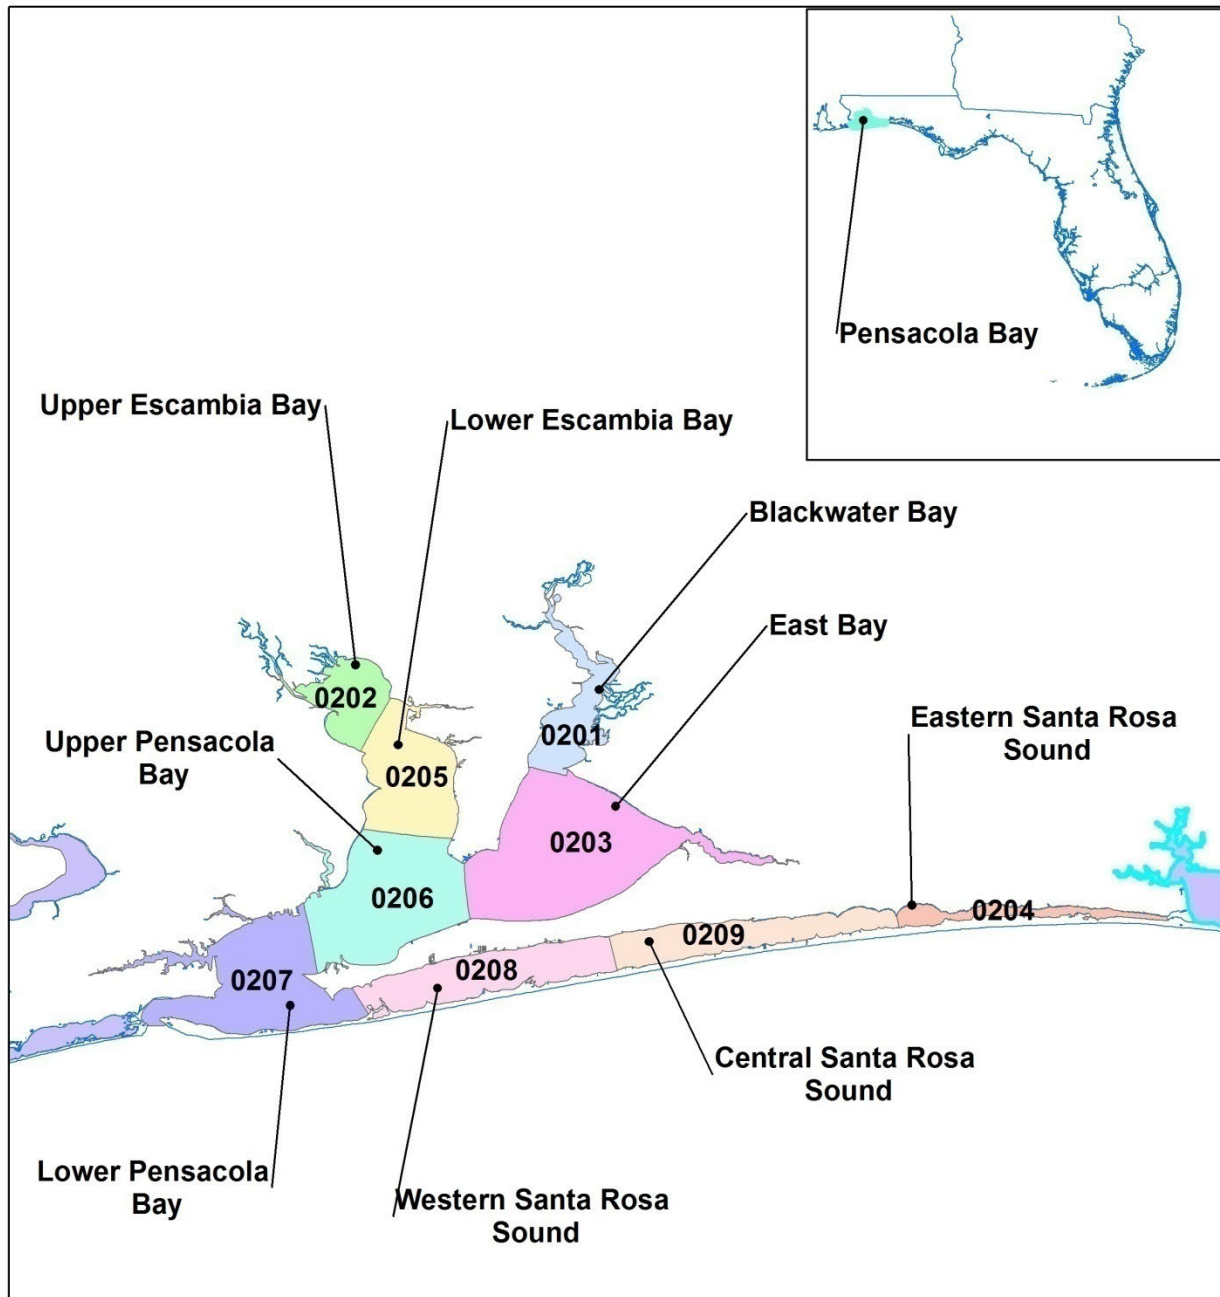 Pensacola Bay
Upper Escambia Bay
Lower Escambia Bay
Blackwater Bay
East Bay
0202
Eastern Santa Rosa
Sound
0201
Upper Pensacola
Bay
0205
0203
0206
0204
0209
0208
0207
Central Santa Rosa
Sound
Lower Pensacola
Bay
Western Santa Rosa
Sound